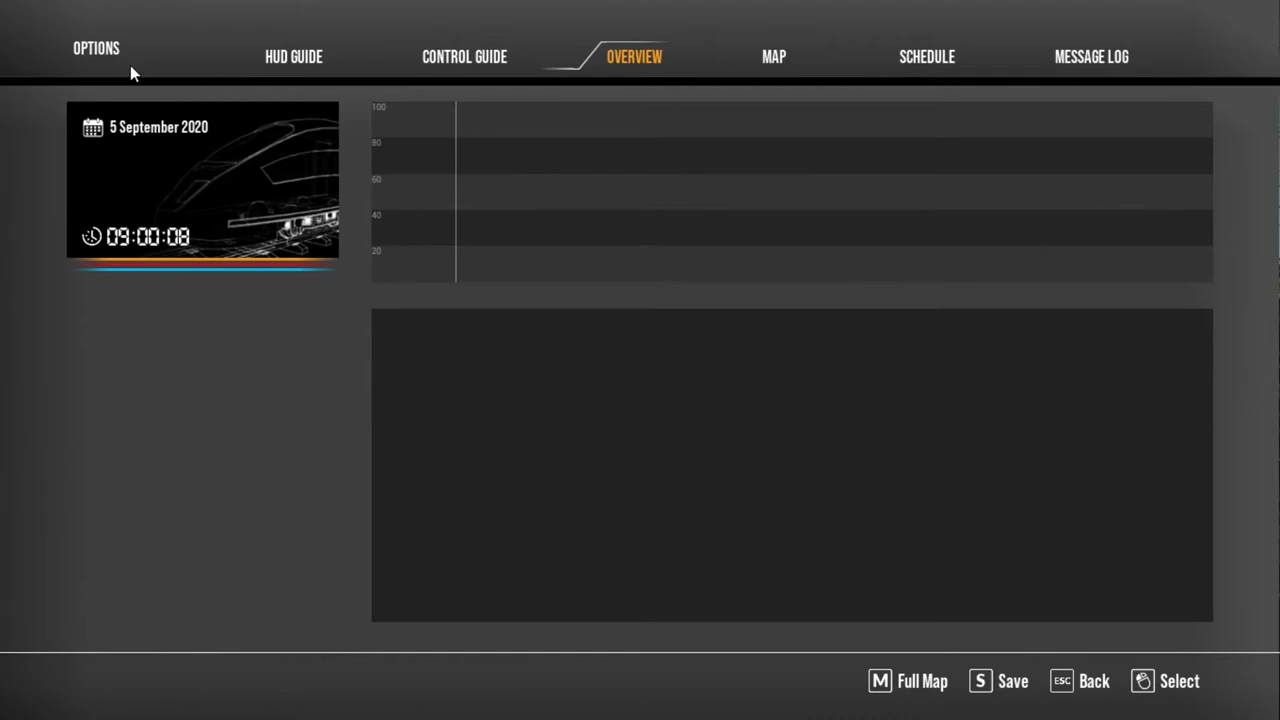 OPTIONS
HUD GUIDE
CONTROL GUIDE
OVERVIEW
MAP
SCHEDULE
MESSAGE LOG
5 September 2020
09:00:08
100
80
60
40
20
M Full Map
S Save
ESC Back
Select